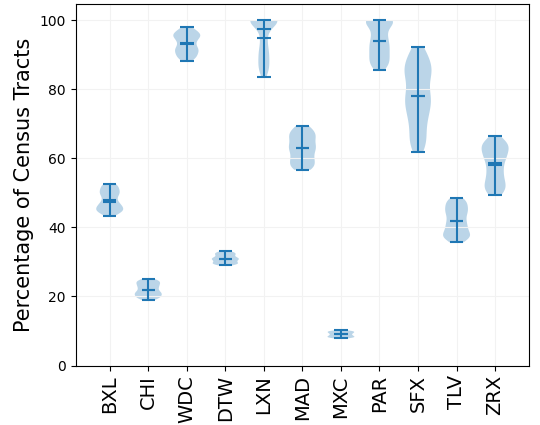 Percentage of Census Tracts
100
80
60
40
20
0
BXL
CHI
WDC
DTW
LXN
MAD
MXC
PAR
SFX
TLV
ZRX